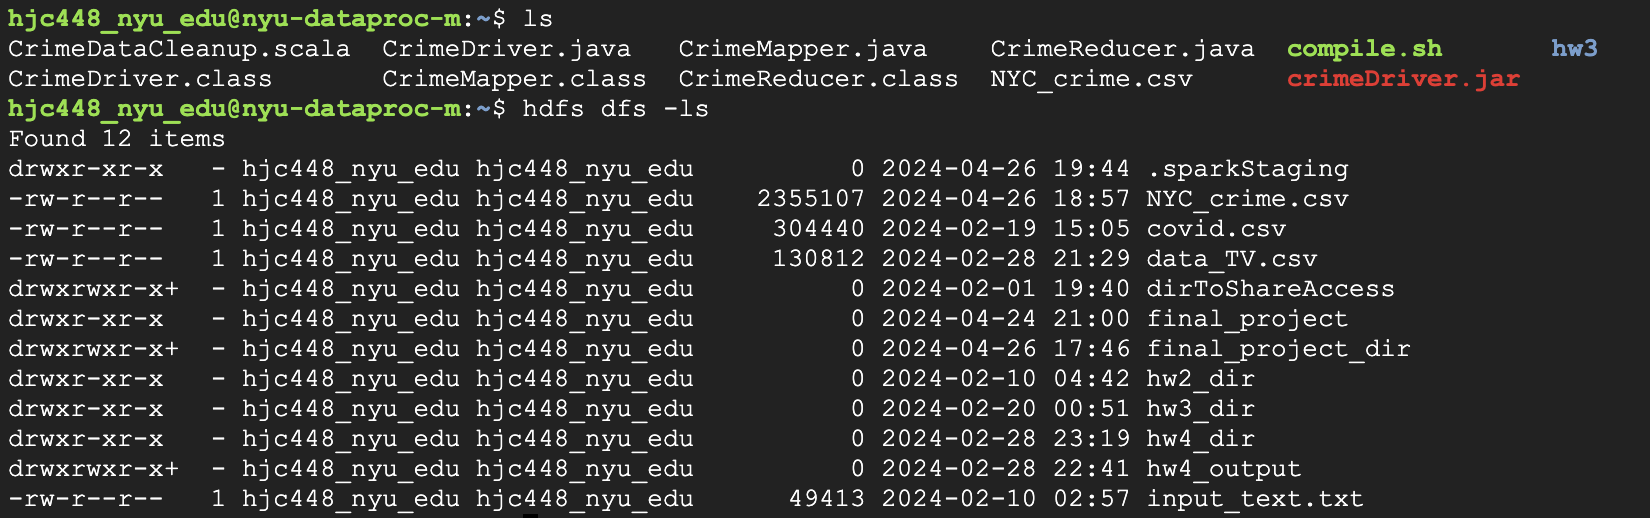 hjc448_nyu_edu@nyu-dataproc-m:~$ ls
CrimeDataCleanup.scala  CrimeDriver.java   CrimeMapper.java    CrimeReducer.java  compile.sh       hw3
CrimeDriver.class       CrimeMapper.class  CrimeReducer.class  NYC_crime.csv      crimeDriver.jar
hjc448_nyu_edu@nyu-dataproc-m:~$ hdfs dfs -ls
Found 12 items
drwxr-xr-x   - hjc448_nyu_edu hjc448_nyu_edu          0 2024-04-26 19:44 .sparkStaging
-rw-r--r--   1 hjc448_nyu_edu hjc448_nyu_edu    2355107 2024-04-26 18:57 NYC_crime.csv
-rw-r--r--   1 hjc448_nyu_edu hjc448_nyu_edu     304440 2024-02-19 15:05 covid.csv
-rw-r--r--   1 hjc448_nyu_edu hjc448_nyu_edu     130812 2024-02-28 21:29 data_TV.csv
drwxrwxr-x+  - hjc448_nyu_edu hjc448_nyu_edu          0 2024-02-01 19:40 dirToShareAccess
drwxr-xr-x   - hjc448_nyu_edu hjc448_nyu_edu          0 2024-04-24 21:00 final_project
drwxrwxr-x+  - hjc448_nyu_edu hjc448_nyu_edu          0 2024-04-26 17:46 final_project_dir
drwxr-xr-x   - hjc448_nyu_edu hjc448_nyu_edu          0 2024-02-10 04:42 hw2_dir
drwxr-xr-x   - hjc448_nyu_edu hjc448_nyu_edu          0 2024-02-20 00:51 hw3_dir
drwxr-xr-x   - hjc448_nyu_edu hjc448_nyu_edu          0 2024-02-28 23:19 hw4_dir
drwxrwxr-x+  - hjc448_nyu_edu hjc448_nyu_edu          0 2024-02-28 22:41 hw4_output
-rw-r--r--   1 hjc448_nyu_edu hjc448_nyu_edu      49413 2024-02-10 02:57 input_text.txt